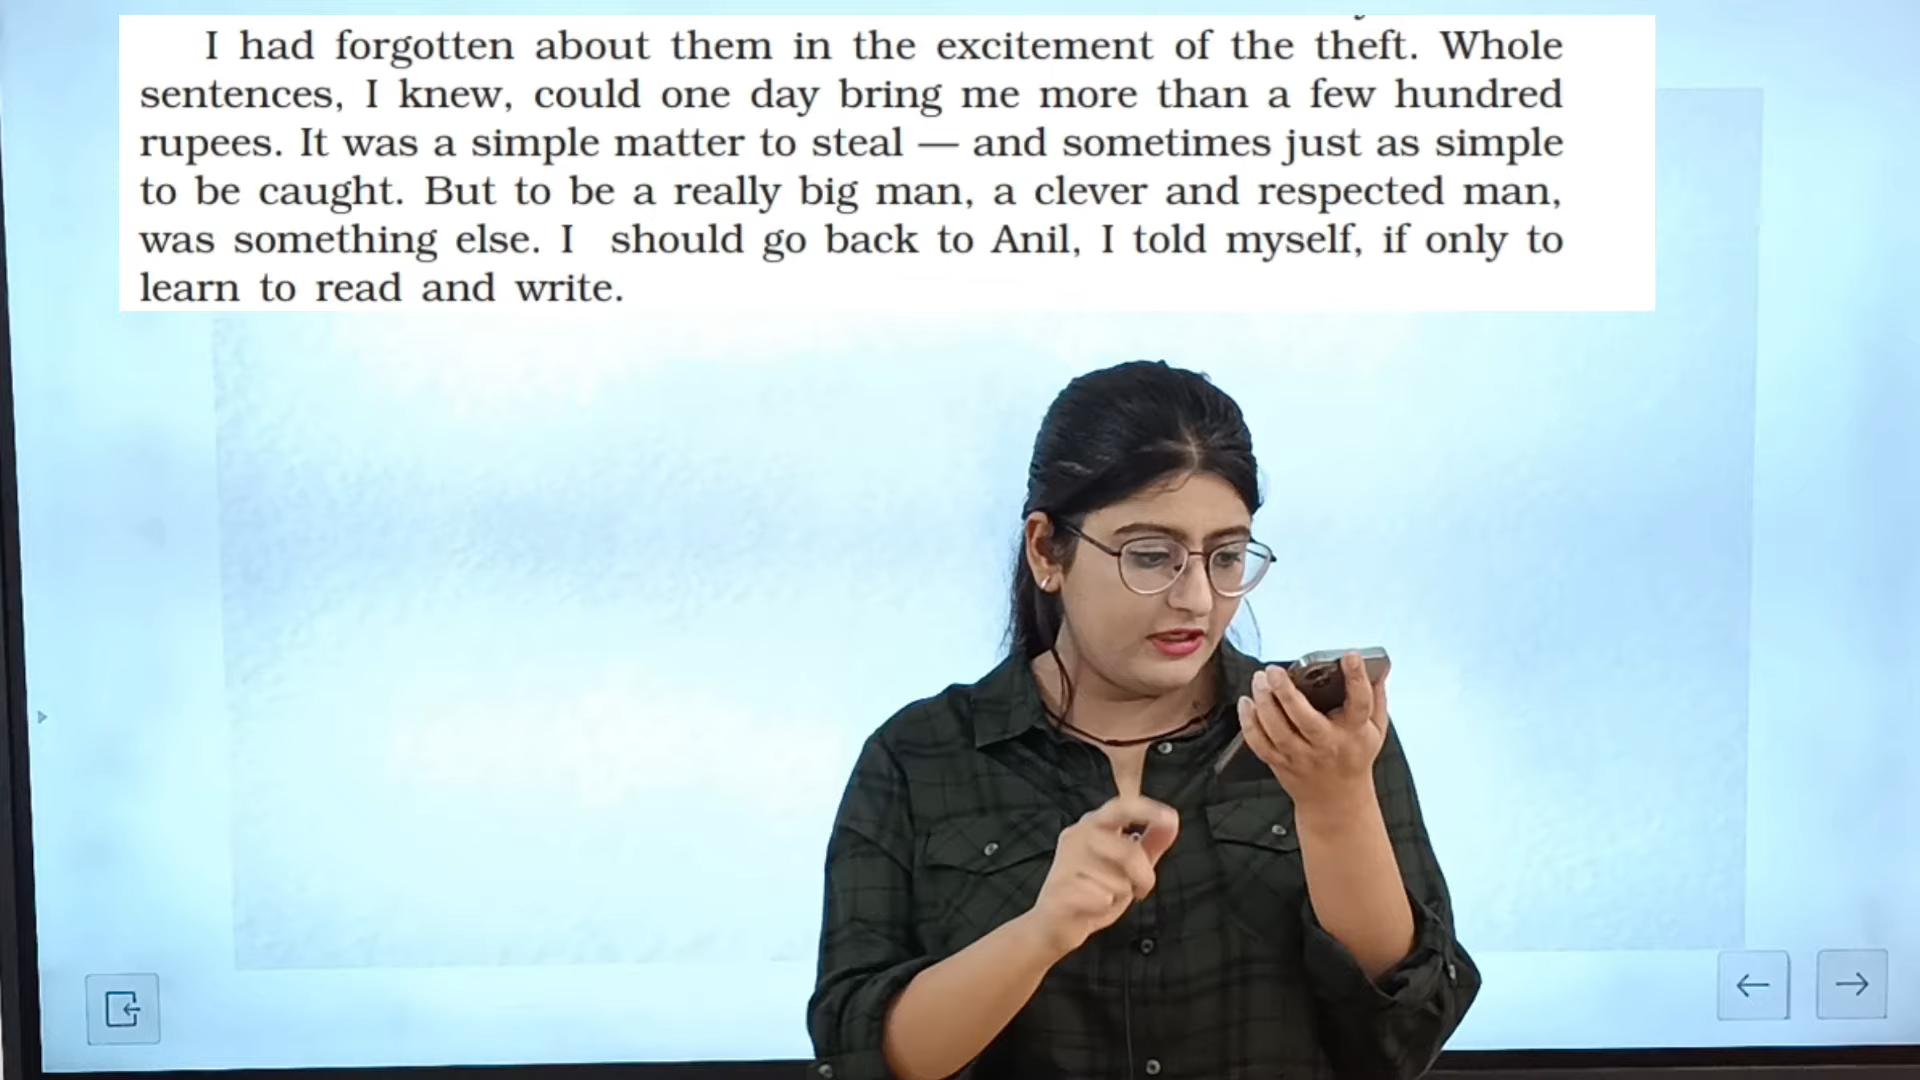 I had forgotten about them in the excitement of the theft. Whole
sentences, I knew, could one day bring me more than a few hundred
rupees. It was a simple matter to steal — and sometimes just as simple
to be caught. But to be a really big man, a clever and respected man,
was something else. I should go back to Anil, I told myself, if only to
learn to read and write.